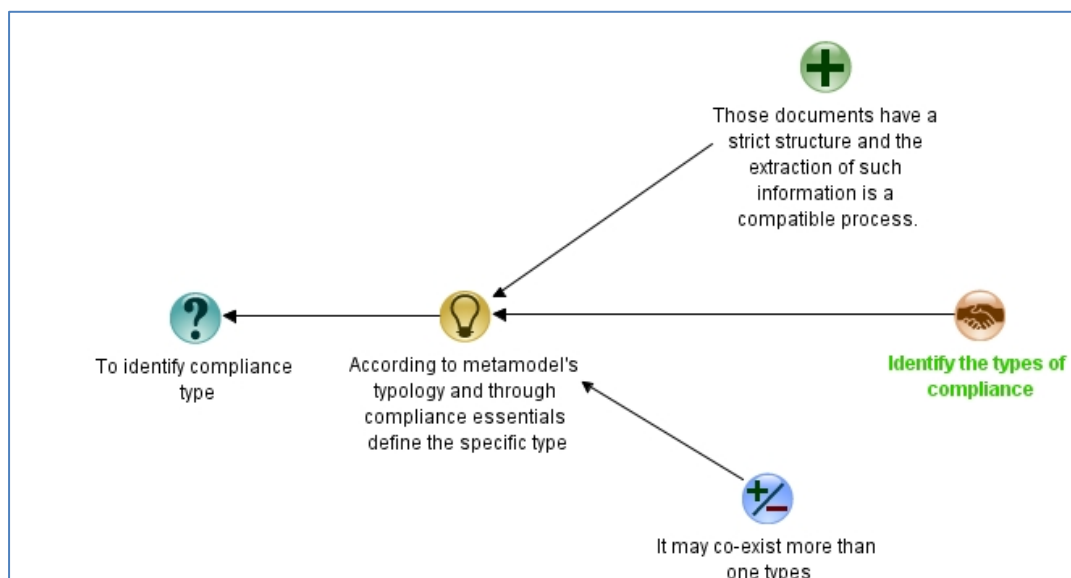 Those documents have a
strict structure and the
extraction of such
information is a
compatible process.
To identify compliance
type
According to metamodel's
typology and through
compliance essentials
define the specific type
Identify the types of
compliance
It may co-exist more than
one types